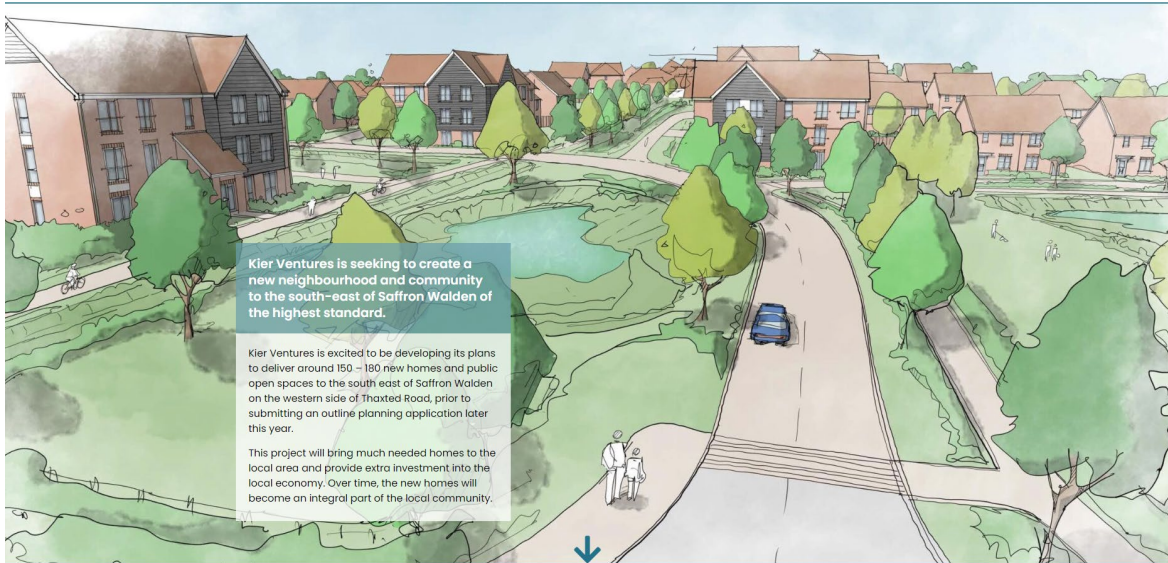 Kier Ventures is seeking to create a
new neighbourhood and community
to the south-east of Saffron Walden of
the highest standard.
Kier Ventures is excited to be developing its plans
to deliver around 150 – 180 new homes and public
open spaces to the south east of Saffron Walden
on the western side of Thaxted Road, prior to
submitting an outline planning application later
this year.
This project will bring much needed homes to the
local area and provide extra investment into the
local economy. Over time, the new homes will
become an integral part of the local community.